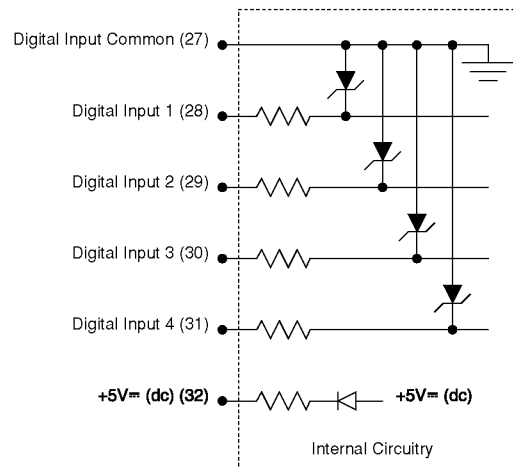 Digital Input Common (27)
Digital Input 1 (28)
Digital Input 2 (29)
Digital Input 3 (30)
Digital Input 4 (31)
+5V⎓ (dc) (32)
+5V⎓ (dc)
Internal Circuitry